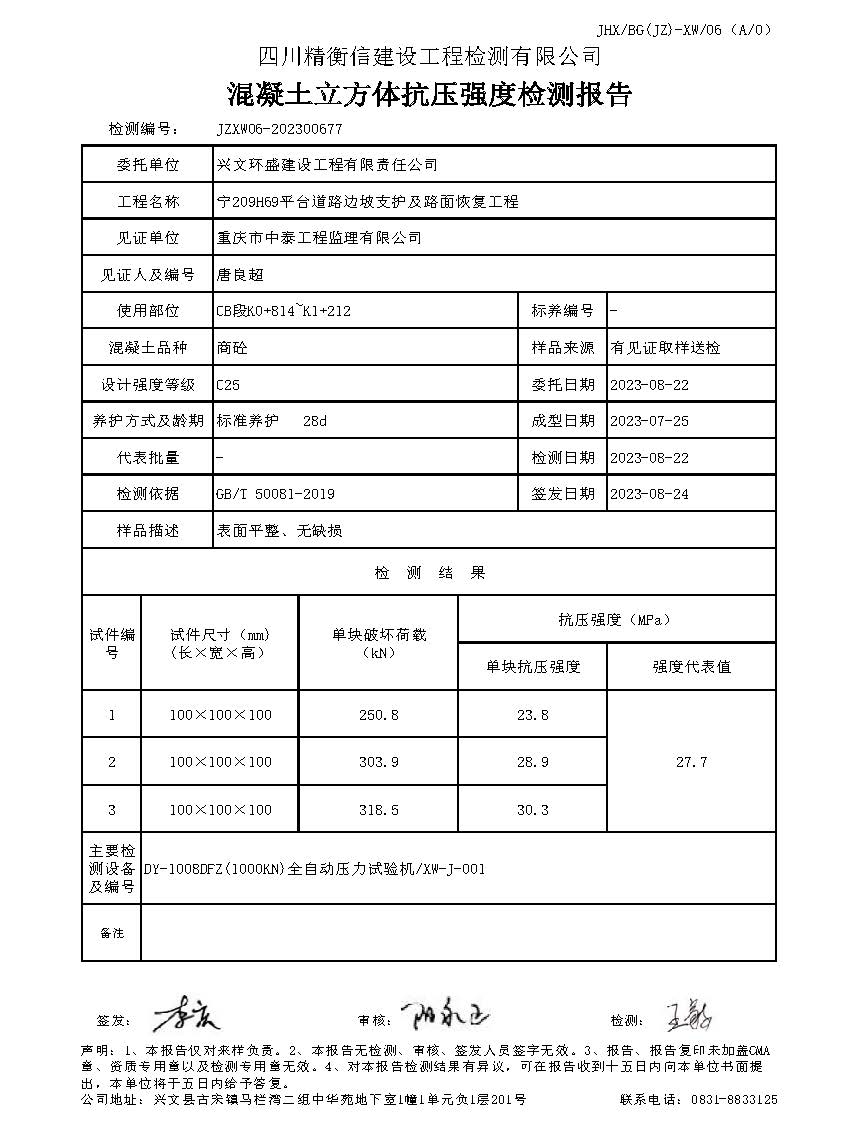 JHX/BG(JZ)-XW/06（A/0）
四川精衡信建设工程检测有限公司
混凝土立方体抗压强度检测报告
检测编号： JZXW06-202300677
委托单位 兴文环盛建设工程有限责任公司
工程名称 宁209H69平台道路边坡支护及路面恢复工程
见证单位 重庆市中泰工程监理有限公司
见证人及编号 唐良超
使用部位 CB段K0+814~K1+212 标养编号 -
混凝土品种 商砼 样品来源 有见证取样送检
设计强度等级 C25 委托日期 2023-08-22
养护方式及龄期 标准养护 28d 成型日期 2023-07-25
代表批量 - 检测日期 2023-08-22
检测依据 GB/T 50081-2019 签发日期 2023-08-24
样品描述 表面平整、无缺损
检 测 结 果
试件编
号
试件尺寸（mm)
(长×宽×高）
单块破坏荷载
（kN）
抗压强度（MPa）
单块抗压强度 强度代表值
1 100×100×100 250.8 23.8
2 100×100×100 303.9 28.9 27.7
3 100×100×100 318.5 30.3
主要检
测设备
及编号
DY-1008DFZ(1000KN)全自动压力试验机/XW-J-001
备注
签发： 李庆 审核： 阳永正 检测： 王敏
声明：1、本报告仅对来样负责。2、本报告无检测、审核、签发人员签字无效。3、报告、报告复印未加盖CMA
章、资质专用章以及检测专用章无效。4、对本报告检测结果有异议，可在报告收到十五日内向本单位书面提
出，本单位将于五日内给予答复。
公司地址：兴文县古宋镇马栏湾二组中华苑地下室1幢1单元负1层201号 联系电话：0831-8833125